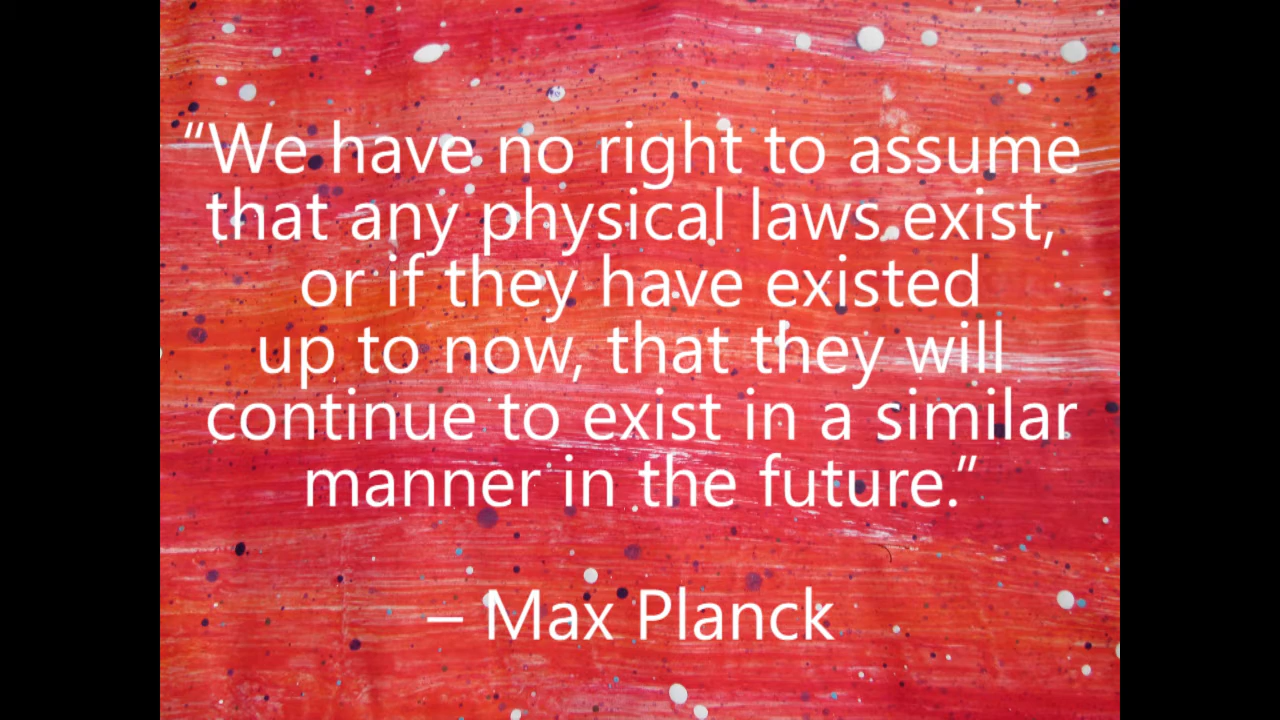 “We have no right to assume
that any physical laws exist,
or if they have existed
up to now, that they will
continue to exist in a similar
manner in the future.”
– Max Planck